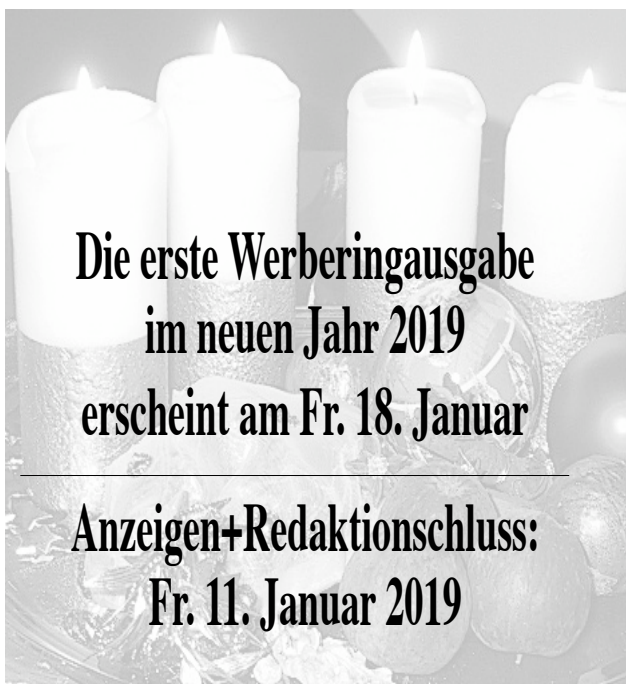 Die erste Werberingausgabe
im neuen Jahr 2019
erscheint am Fr. 18. Januar
Anzeigen+Redaktionschluss:
Fr. 11. Januar 2019